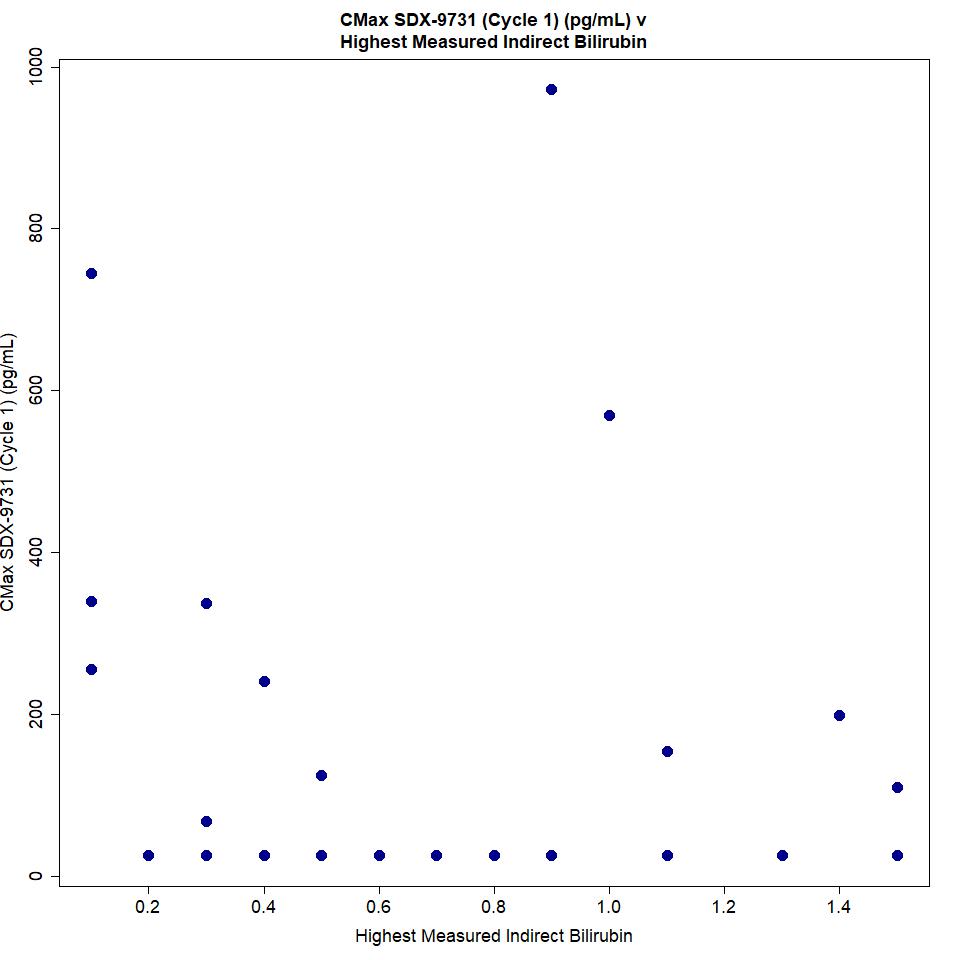 CMax SDX-9731 (Cycle 1) (pg/mL) v
Highest Measured Indirect Bilirubin
1000
800
600
400
200
0
CMax SDX-9731 (Cycle 1) (pg/mL)
0.2 0.4 0.6 0.8 1.0 1.2 1.4
Highest Measured Indirect Bilirubin